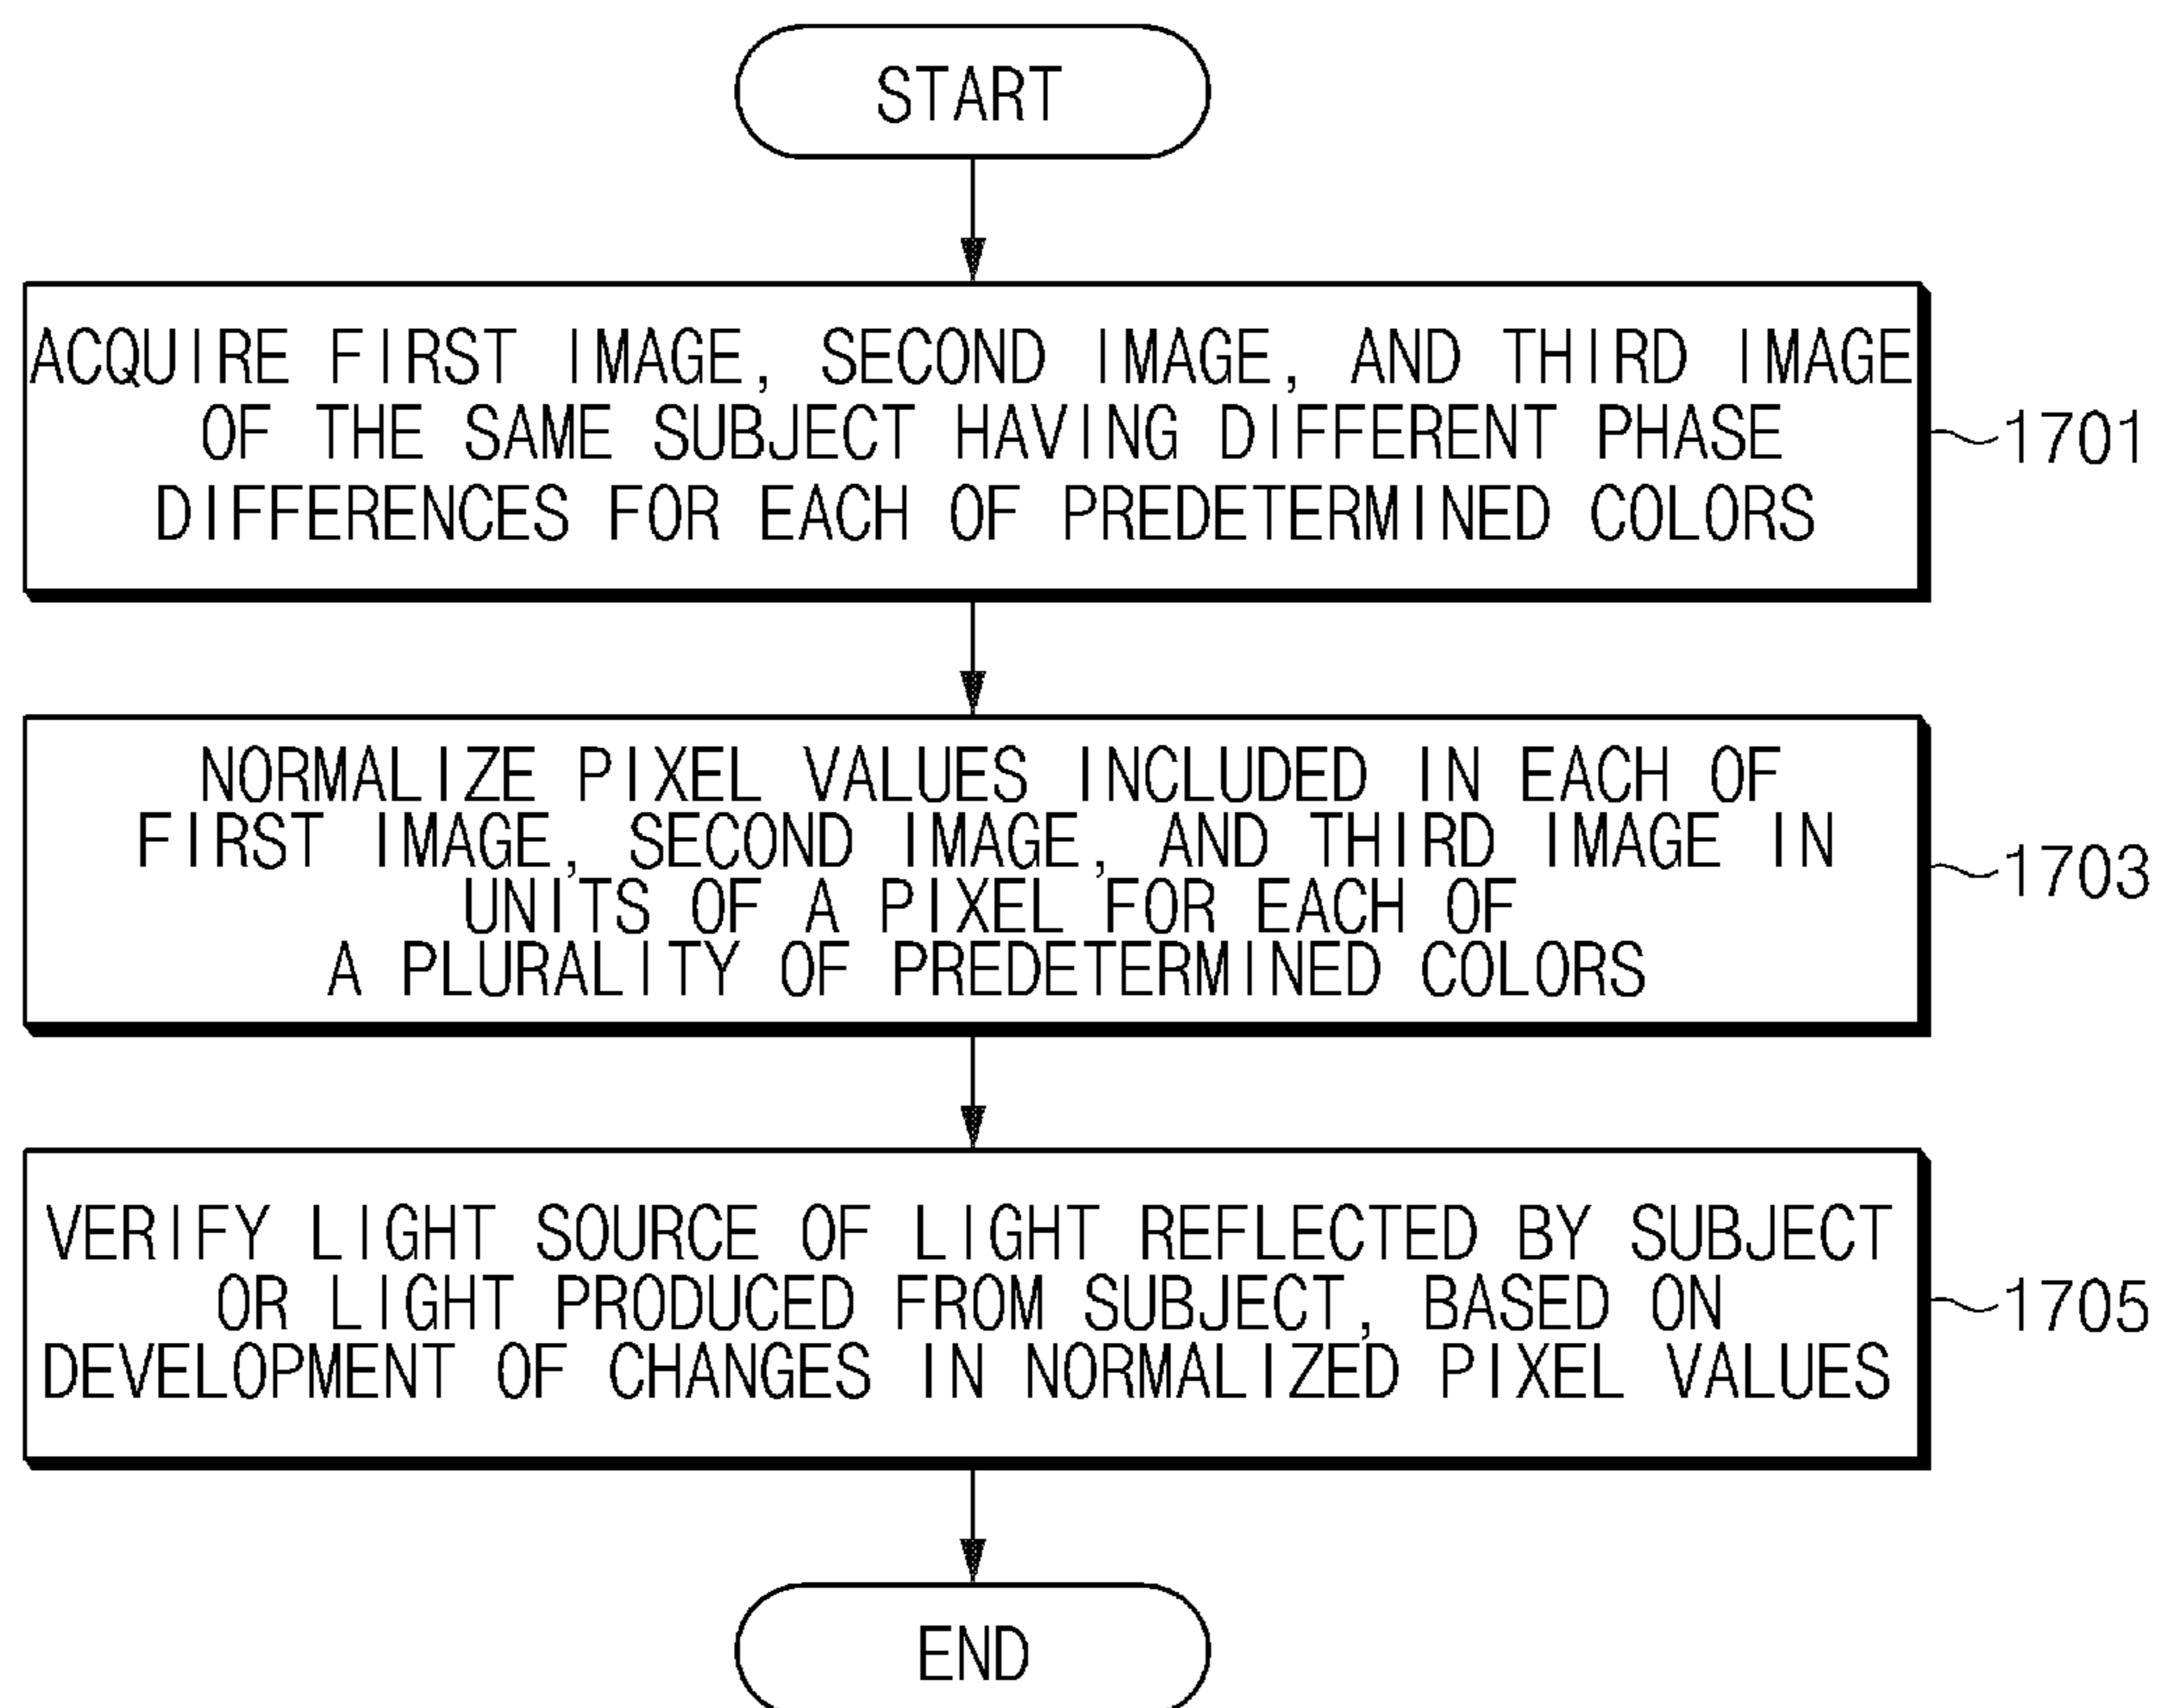 START
ACQUIRE FIRST IMAGE, SECOND IMAGE, AND THIRD IMAGE
OF THE SAME SUBJECT HAVING DIFFERENT PHASE
DIFFERENCES FOR EACH OF PREDETERMINED COLORS
1701
NORMALIZE PIXEL VALUES INCLUDED IN EACH OF
FIRST IMAGE, SECOND IMAGE, AND THIRD IMAGE IN
UNITS OF A PIXEL FOR EACH OF
A PLURALITY OF PREDETERMINED COLORS
1703
VERIFY LIGHT SOURCE OF LIGHT REFLECTED BY SUBJECT
OR LIGHT PRODUCED FROM SUBJECT, BASED ON
DEVELOPMENT OF CHANGES IN NORMALIZED PIXEL VALUES
1705
END